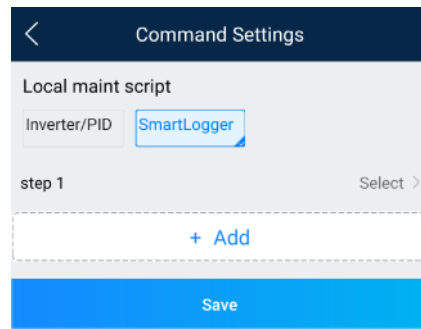 Command Settings
Local maint script
Inverter/PID SmartLogger
step 1 Select
+ Add
Save